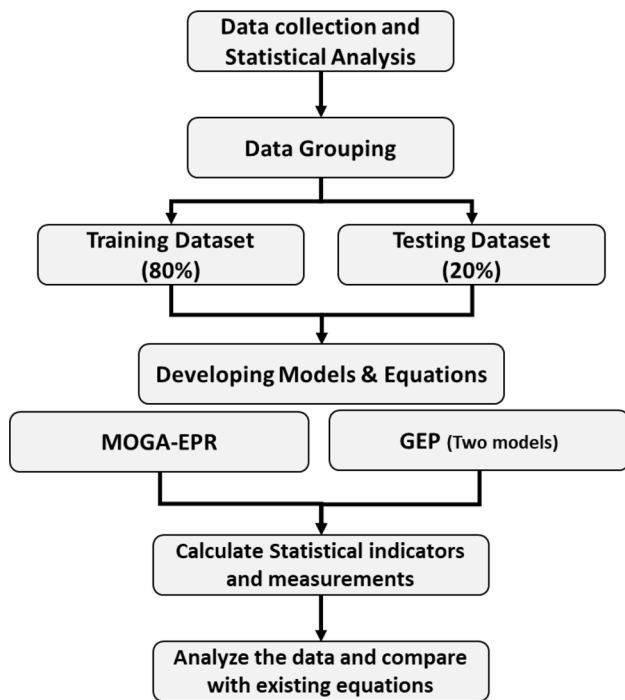 Data collection and
Statistical Analysis
Data Grouping
Training Dataset
(80%)
Testing Dataset
(20%)
Developing Models & Equations
MOGA-EPR
GEP (Two models)
Calculate Statistical indicators
and measurements
Analyze the data and compare
with existing equations